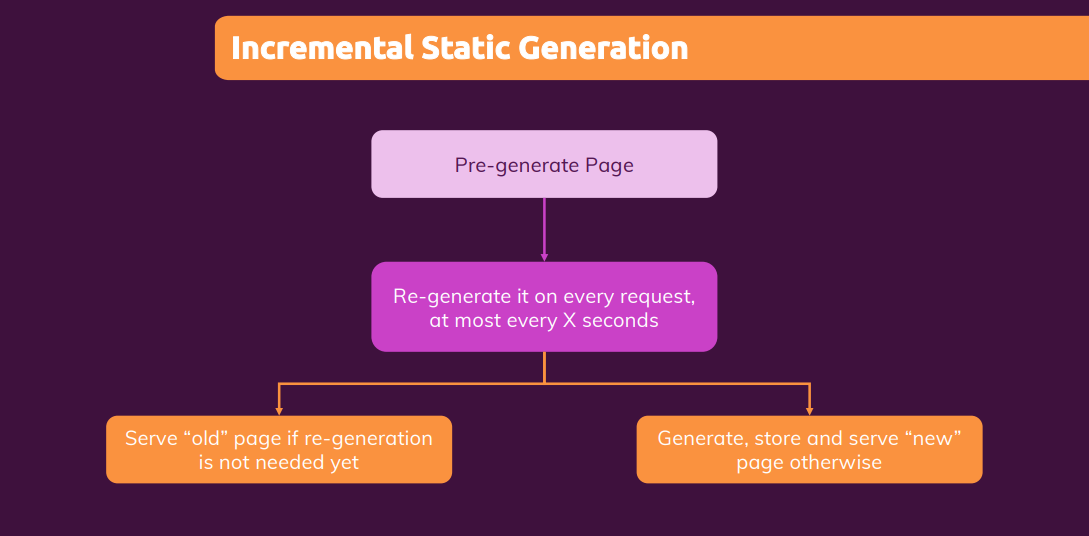 Incremental Static Generation
Pre-generate Page
Re-generate it on every request,
at most every X seconds
Serve “old” page if re-generation
is not needed yet
Generate, store and serve “new”
page otherwise